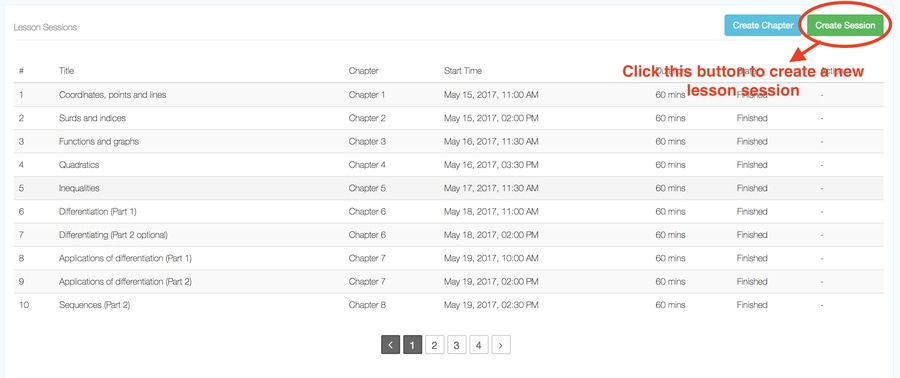 Lesson Sessions
Create Chapter
Create Session
Click this button to create a new
lesson session
# Title Chapter Start Time Duration State Action
1 Coordinates, points and lines Chapter 1 May 15, 2017, 11:00 AM 60 mins Finished -
2 Surds and indices Chapter 2 May 15, 2017, 02:00 PM 60 mins Finished -
3 Functions and graphs Chapter 3 May 16, 2017, 11:30 AM 60 mins Finished -
4 Quadratics Chapter 4 May 16, 2017, 03:30 PM 60 mins Finished -
5 Inequalities Chapter 5 May 17, 2017, 11:30 AM 60 mins Finished -
6 Differentiation (Part 1) Chapter 6 May 18, 2017, 11:00 AM 60 mins Finished -
7 Differentiating (Part 2 optional) Chapter 6 May 18, 2017, 02:00 PM 60 mins Finished -
8 Applications of differentiation (Part 1) Chapter 7 May 19, 2017, 10:00 AM 60 mins Finished -
9 Applications of differentiation (Part 2) Chapter 7 May 19, 2017, 02:00 PM 60 mins Finished -
10 Sequences (Part 2) Chapter 8 May 19, 2017, 02:30 PM 60 mins Finished -
< 1 2 3 4 >